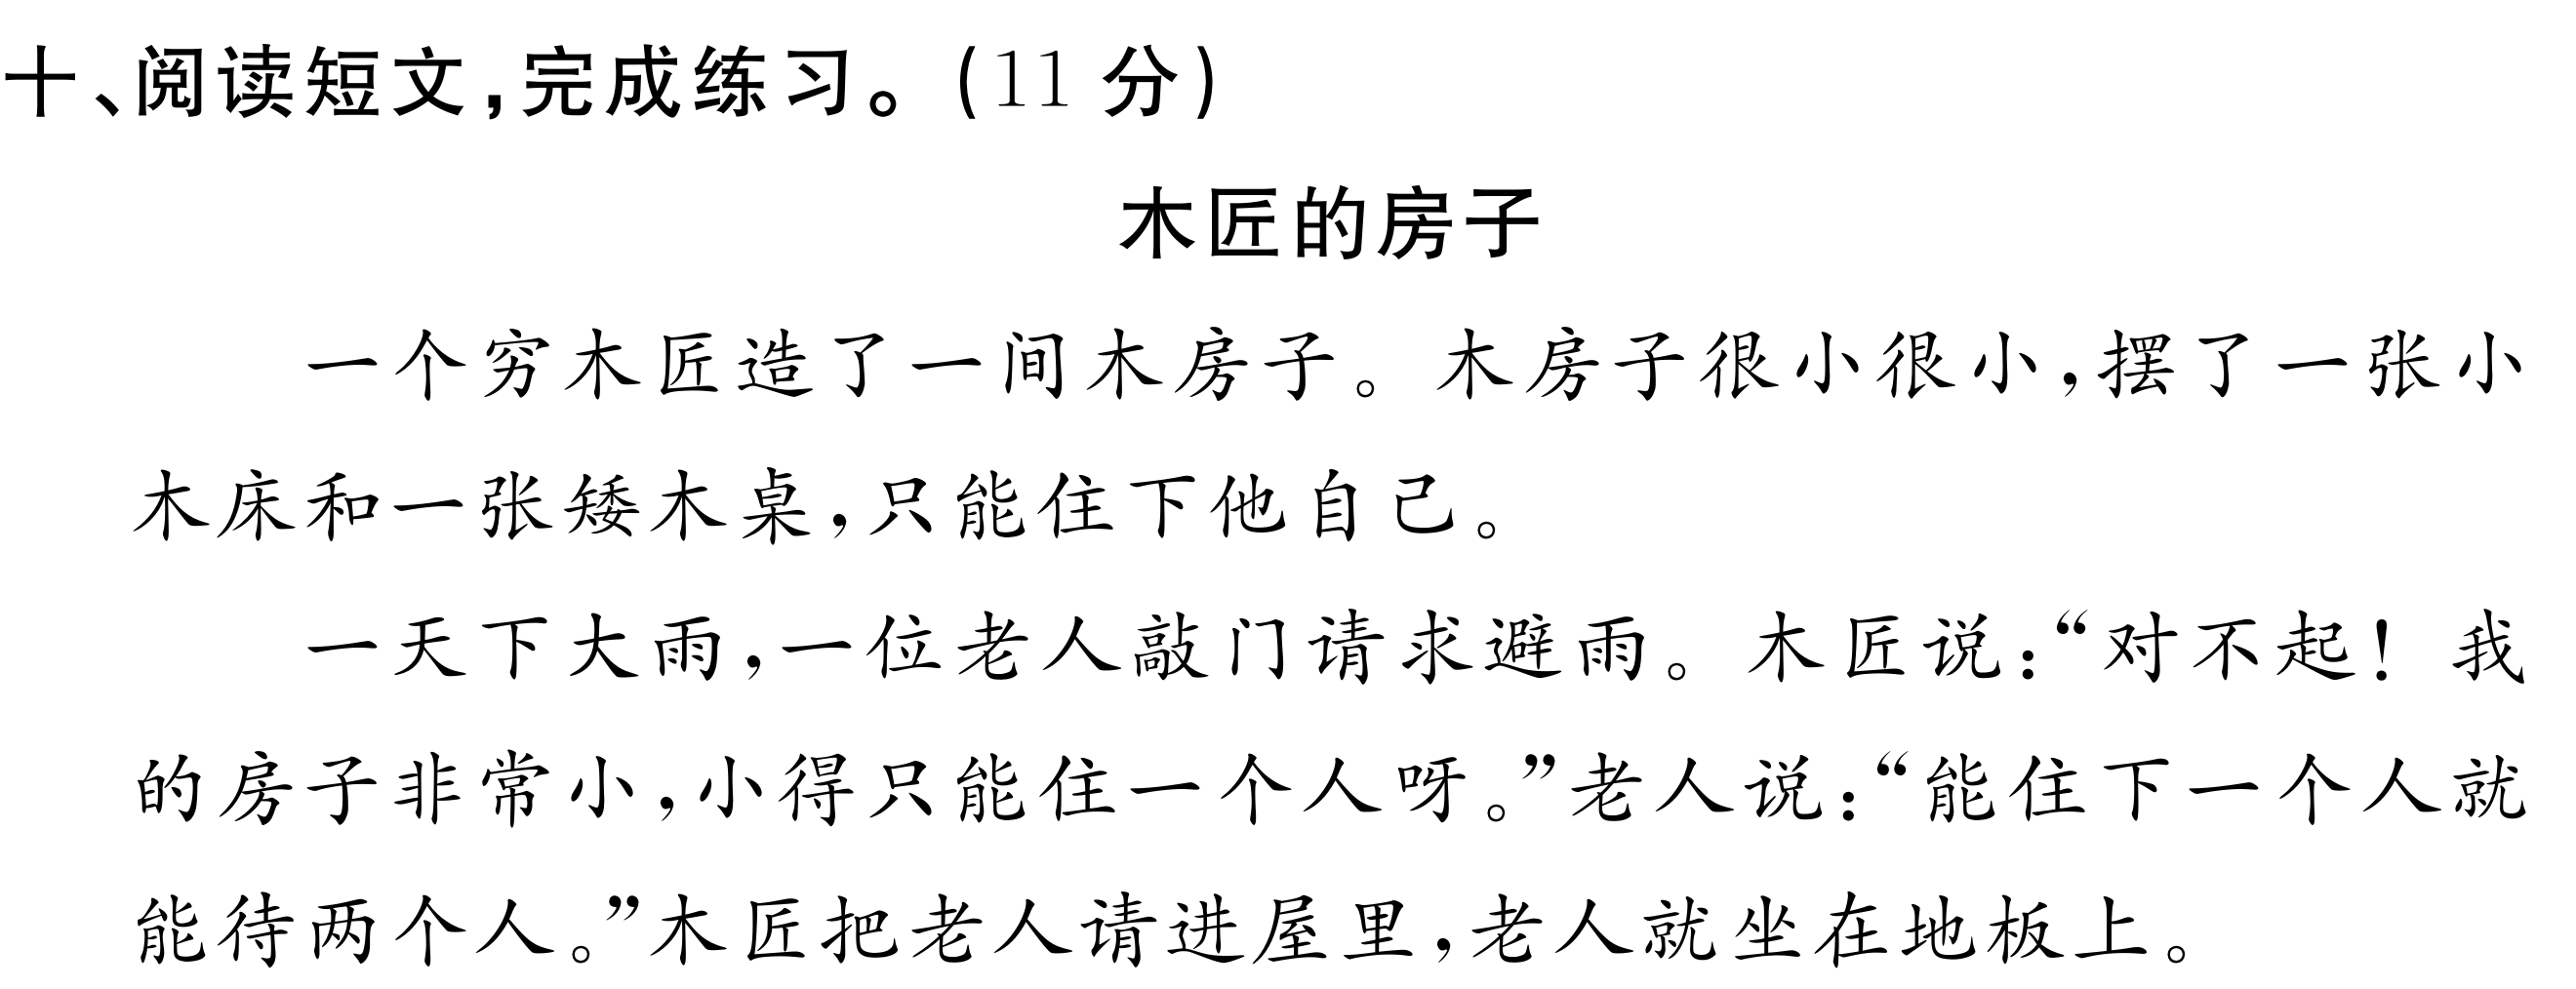 十、阅读短文,完成练习。(11 分)
木匠的房子
一个穷木匠造了一间木房子。木房子很小很小,摆了一张小
木床和一张矮木桌,只能住下他自己。
一天下大雨,一位老人敲门请求避雨。木匠说:“对不起! 我
的房子非常小,小得只能住一个人呀。”老人说:“能住下一个人就
能待两个人。”木匠把老人请进屋里,老人就坐在地板上。